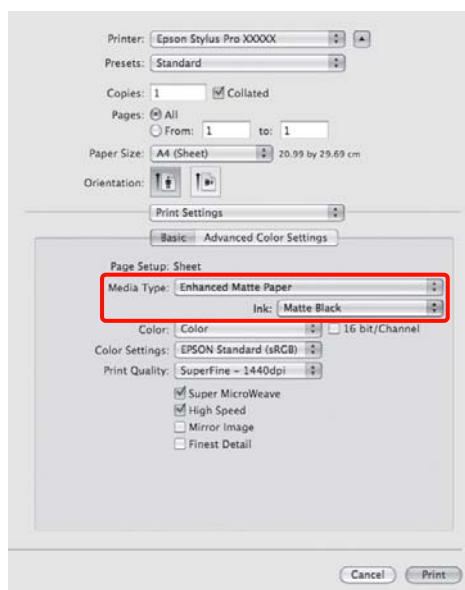 Printer: Epson Stylus Pro XXXXX
Presets: Standard
Copies: 1 Collated
Pages: All
From: 1 to: 1
Paper Size: A4 (Sheet) 20.99 by 29.69 cm
Orientation:
Print Settings
Basic Advanced Color Settings
Page Setup: Sheet
Media Type: Enhanced Matte Paper
Ink: Matte Black
Color: Color 16 bit/Channel
Color Settings: EPSON Standard (sRGB)
Print Quality: SuperFine - 1440dpi
Super MicroWeave
High Speed
Mirror Image
Finest Detail
Cancel Print